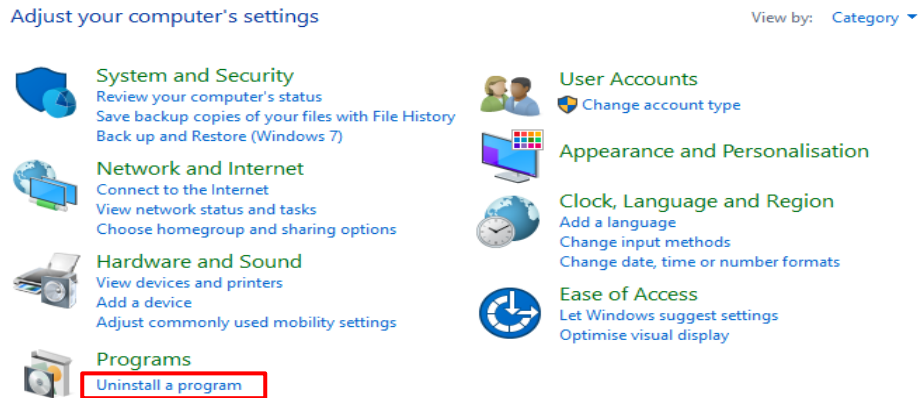 Adjust your computer's settings
View by: Category
System and Security
Review your computer's status
Save backup copies of your files with File History
Back up and Restore (Windows 7)
Network and Internet
Connect to the Internet
View network status and tasks
Choose homegroup and sharing options
Hardware and Sound
View devices and printers
Add a device
Adjust commonly used mobility settings
Programs
Uninstall a program
User Accounts
Change account type
Appearance and Personalisation
Clock, Language and Region
Add a language
Change input methods
Change date, time or number formats
Ease of Access
Let Windows suggest settings
Optimise visual display